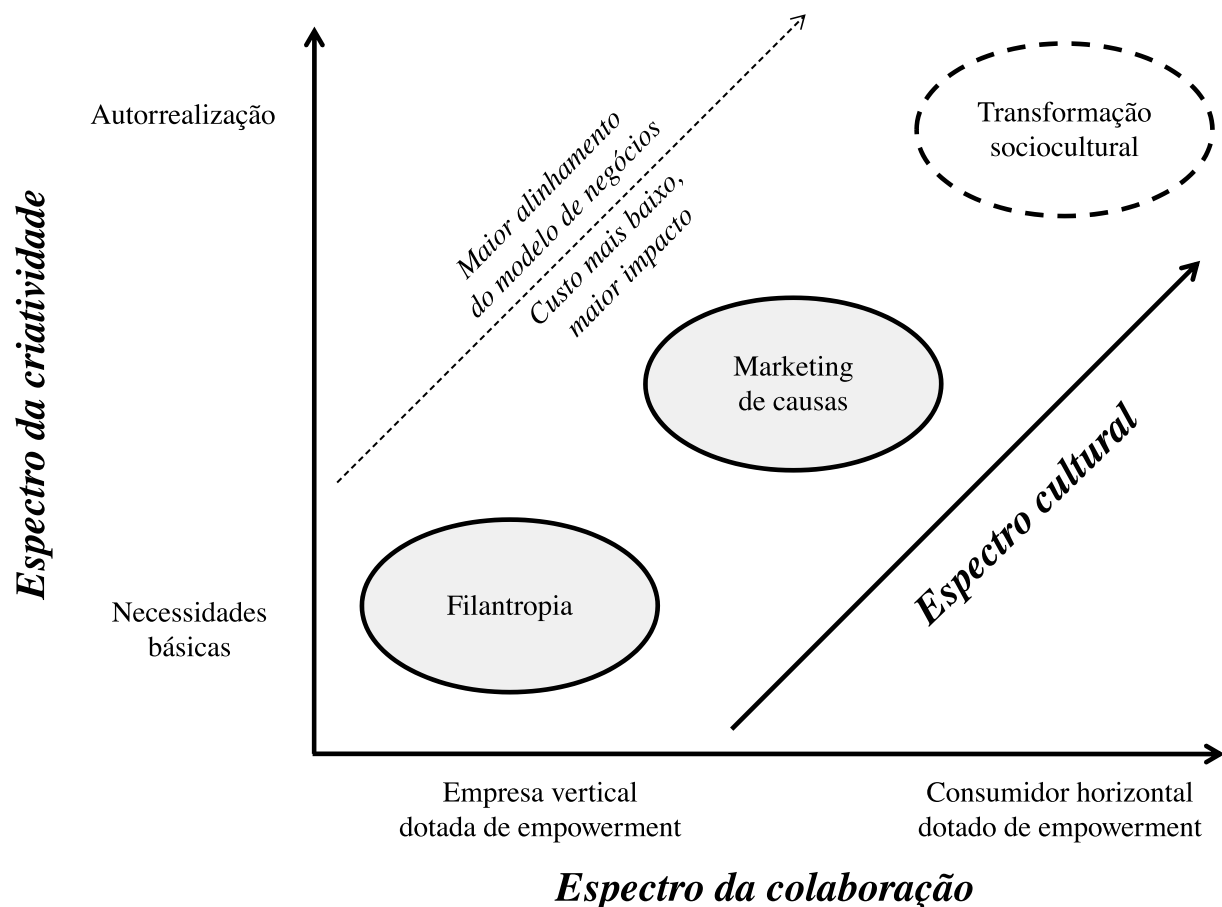 Autorrealização
Transformação
sociocultural
Maior alinhamento
do modelo de negócios
Custo mais baixo,
maior impacto
Espectro da criatividade
Marketing
de causas
Espectro cultural
Filantropia
Necessidades
básicas
Empresa vertical
dotada de empowerment
Consumidor horizontal
dotado de empowerment
Espectro da colaboração